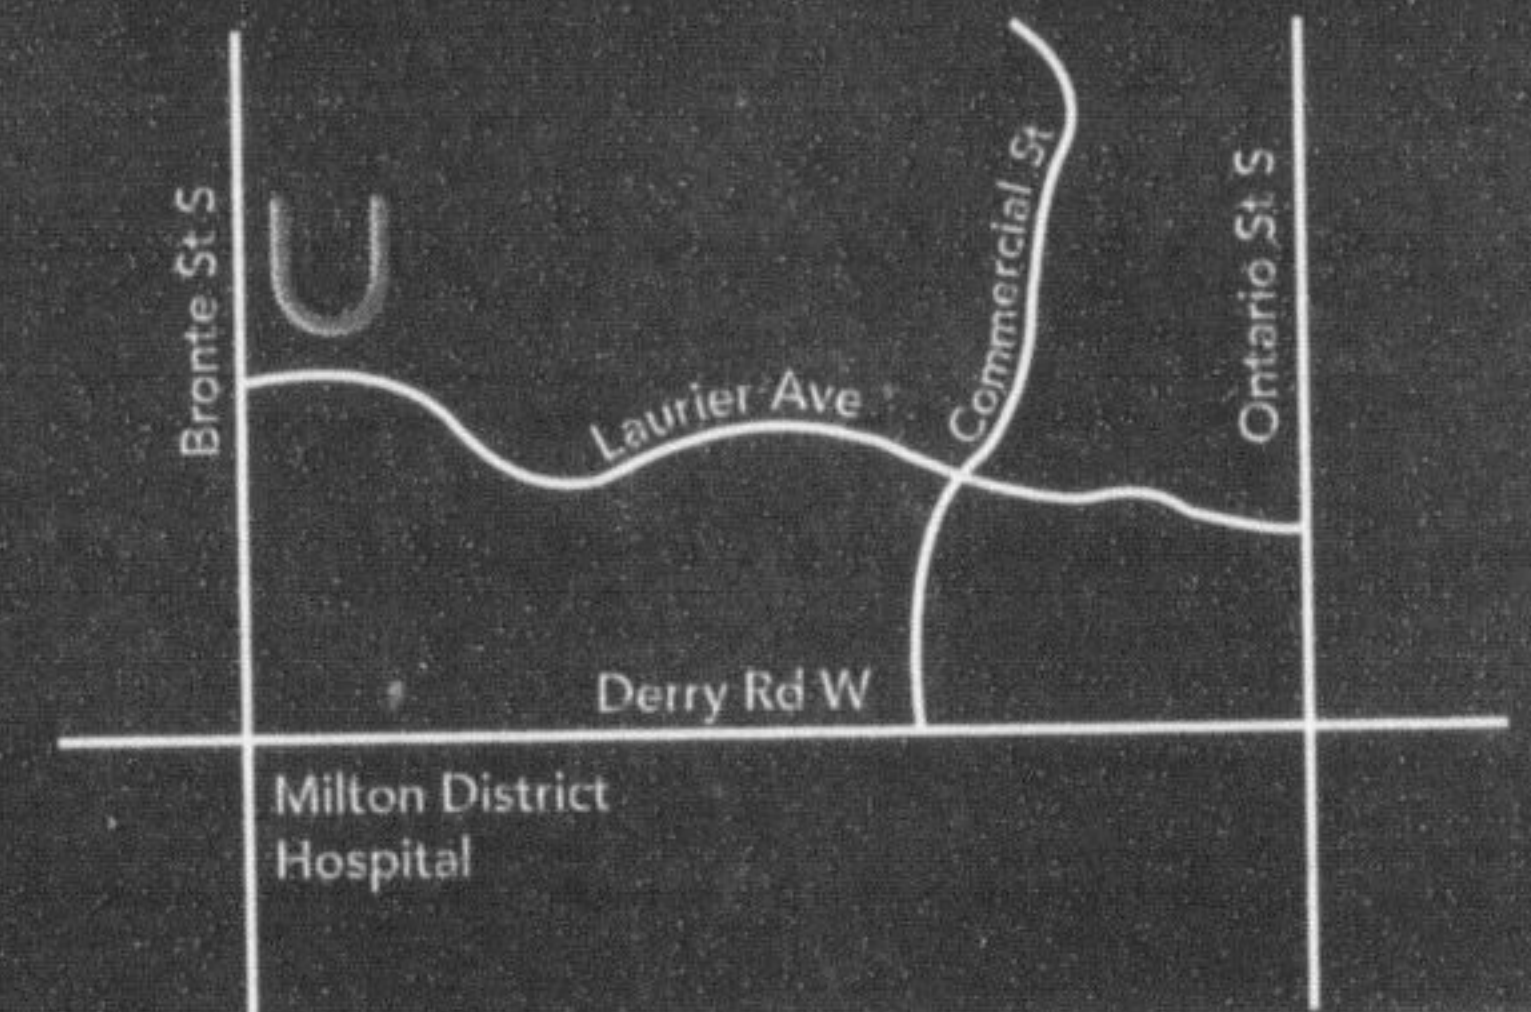 Bronte St S
U
Laurier Ave
Commercial St
Ontario St S
Derry Rd W
Milton District
Hospital